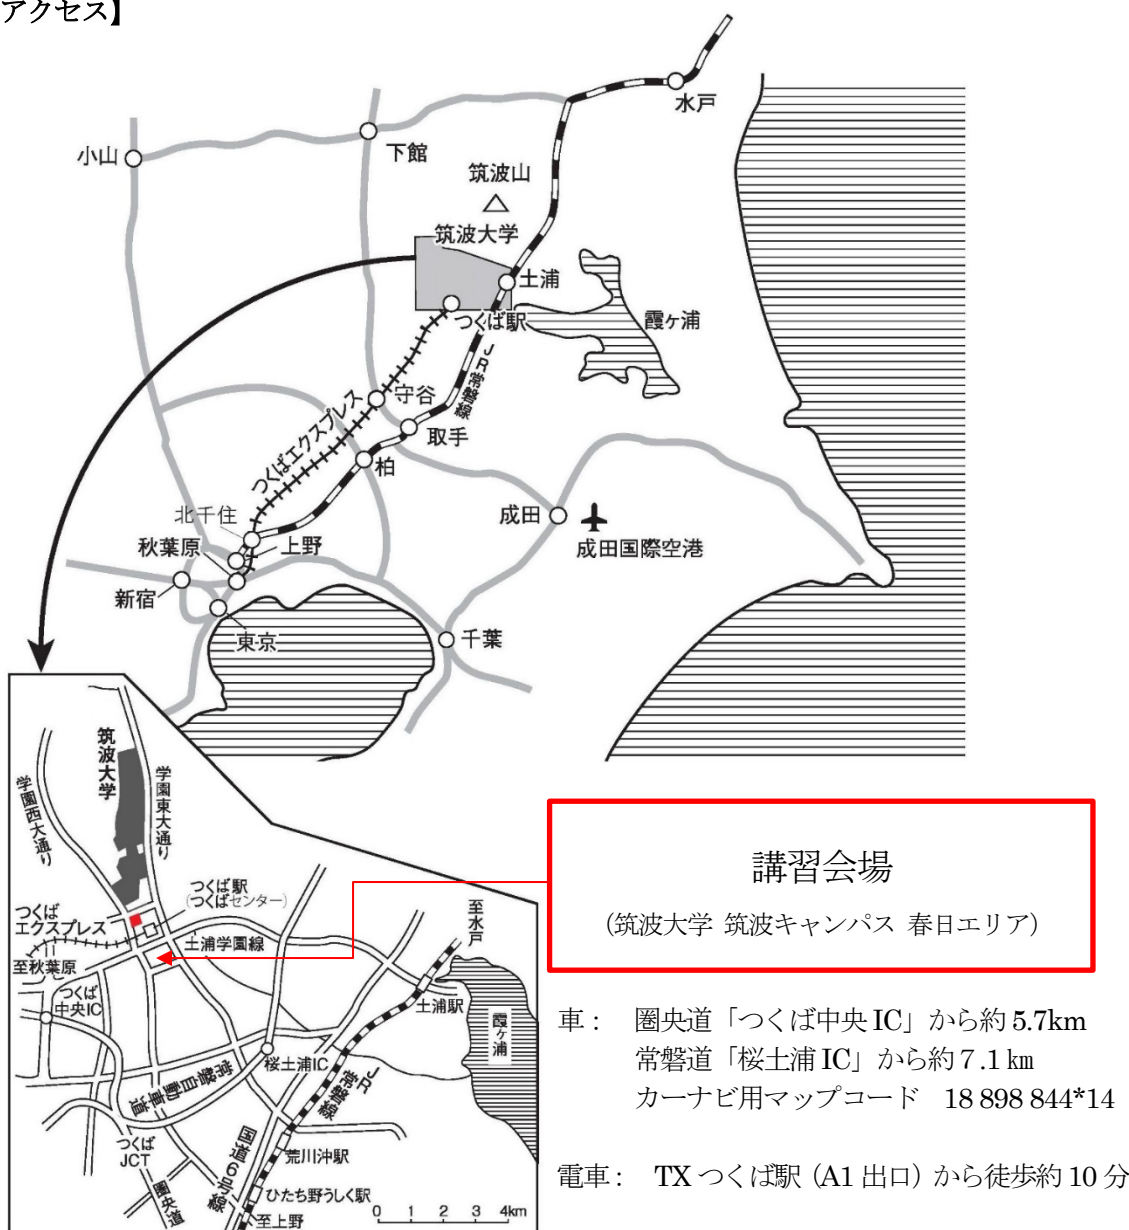 アクセス】
水戸
小山
下館
筑波山
筑波大学
土浦
つくば駅
霞ヶ浦
JR常磐線
守谷
つくばエクスプレス
取手
柏
北千住
成田
成田国際空港
秋葉原
上野
新宿
東京
千葉
筑波大学
学園東大通り
学園西大通り
つくば駅
(つくばセンター)
つくば
エクスプレス
土浦学園線
至秋葉原
つくば
中央IC
至水戸
土浦駅
霞ヶ浦
桜土浦IC
常磐自動車道
JR常磐線
つくば
JCT
圏央道
国道6号線
荒川沖駅
ひたち野うしく駅
至上野
0 1 2 3 4km
講習会場
(筑波大学 筑波キャンパス 春日エリア)
車： 圏央道「つくば中央 IC」から約 5.7km
常磐道「桜土浦 IC」から約 7.1 ㎞
カーナビ用マップコード 18 898 844*14
電車： TX つくば駅（A1 出口）から徒歩約 10 分